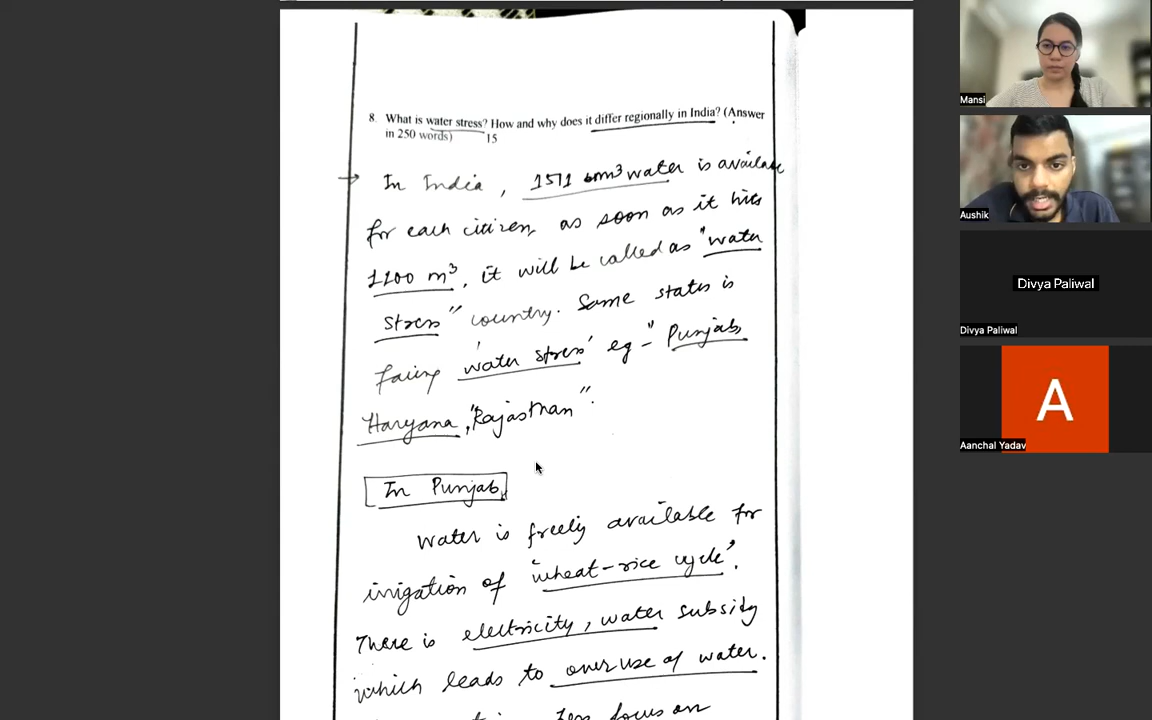 8. What is water stress? How and why does it differ regionally in India? (Answer
in 250 words) 15
→ In India, 1511 m³ water is available
for each citizen, as soon as it hits
1100 m³, it will be called as "water
stress" country. Some states is
facing 'water stress' eg - "Punjab,
Haryana, "Rajasthan".
In Punjab,
Water is freely available for
irrigation of 'wheat-rice cycle'.
There is electricity, water subsidy
which leads to overuse of water.
focus on
Mansi
Aushik
Divya Paliwal
Divya Paliwal
A
Aanchal Yadav